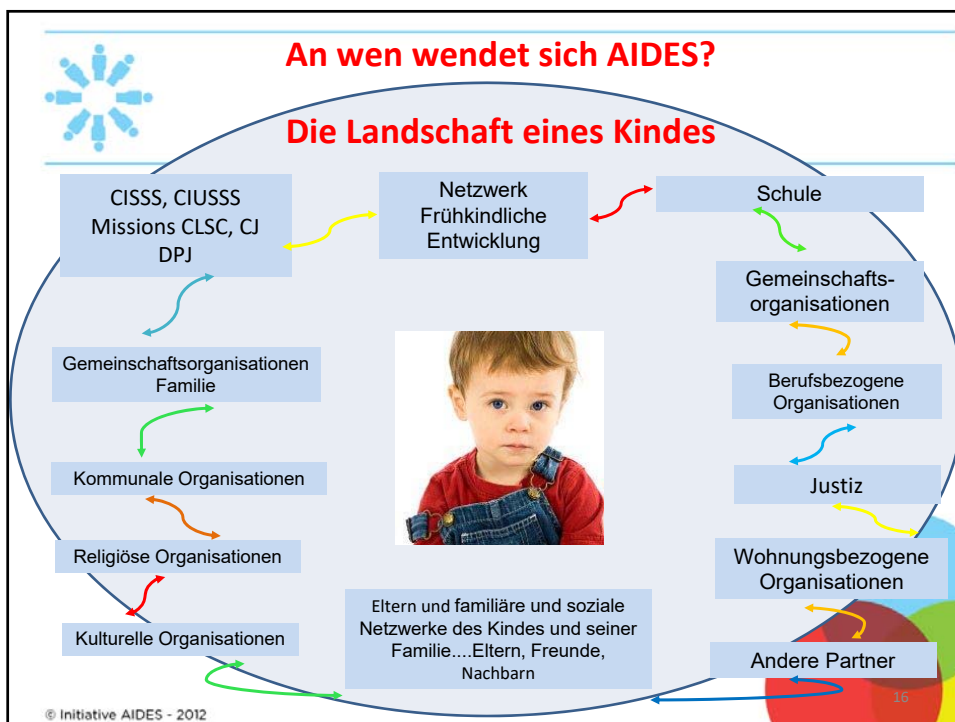 An wen wendet sich AIDES?
Die Landschaft eines Kindes
CISSS, CIUSSS
Missions CLSC, CJ
DPJ
Netzwerk
Frühkindliche
Entwicklung
Schule
Gemeinschafts-
organisationen
Gemeinschaftsorganisationen
Familie
Berufsbezogene
Organisationen
Kommunale Organisationen
Justiz
Religiöse Organisationen
Wohnungsbezogene
Organisationen
Kulturelle Organisationen
Eltern und familiäre und soziale
Netzwerke des Kindes und seiner
Familie....Eltern, Freunde,
Nachbarn
Andere Partner
16
© Initiative AIDES - 2012